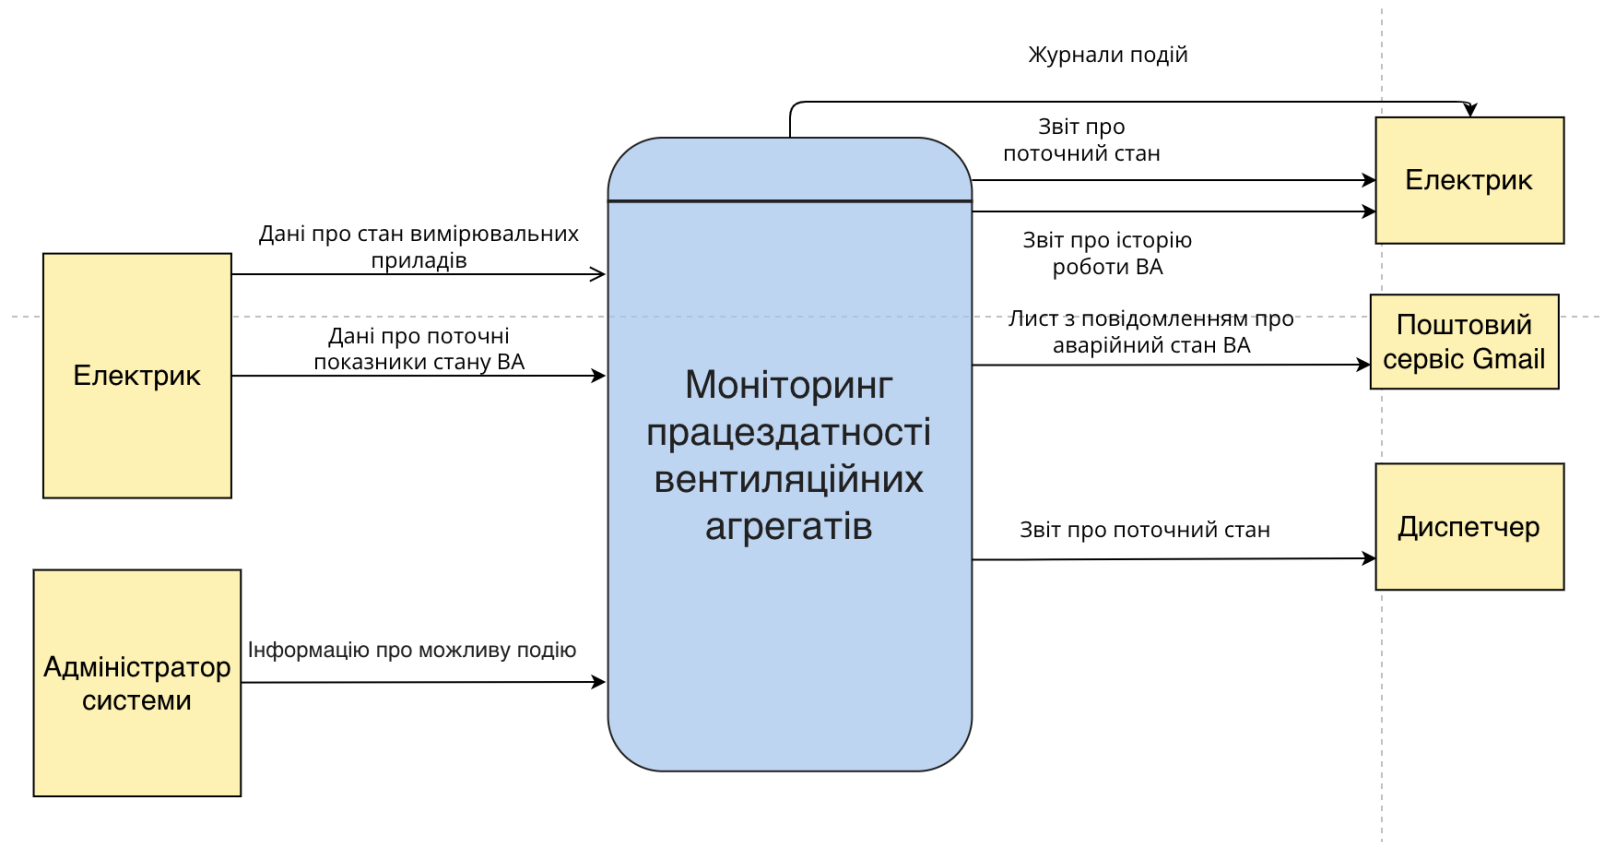 Журнали подій
Звіт про
поточний стан
Електрик
Дані про стан вимірювальних
приладів
Звіт про історію
роботи ВА
Дані про поточні
показники стану ВА
Електрик
Лист з повідомленням про
аварійний стан ВА
Поштовий
сервіс Gmail
Моніторинг
працездатності
вентиляційних
агрегатів
Звіт про поточний стан
Диспетчер
Інформацію про можливу подію
Адміністратор
системи